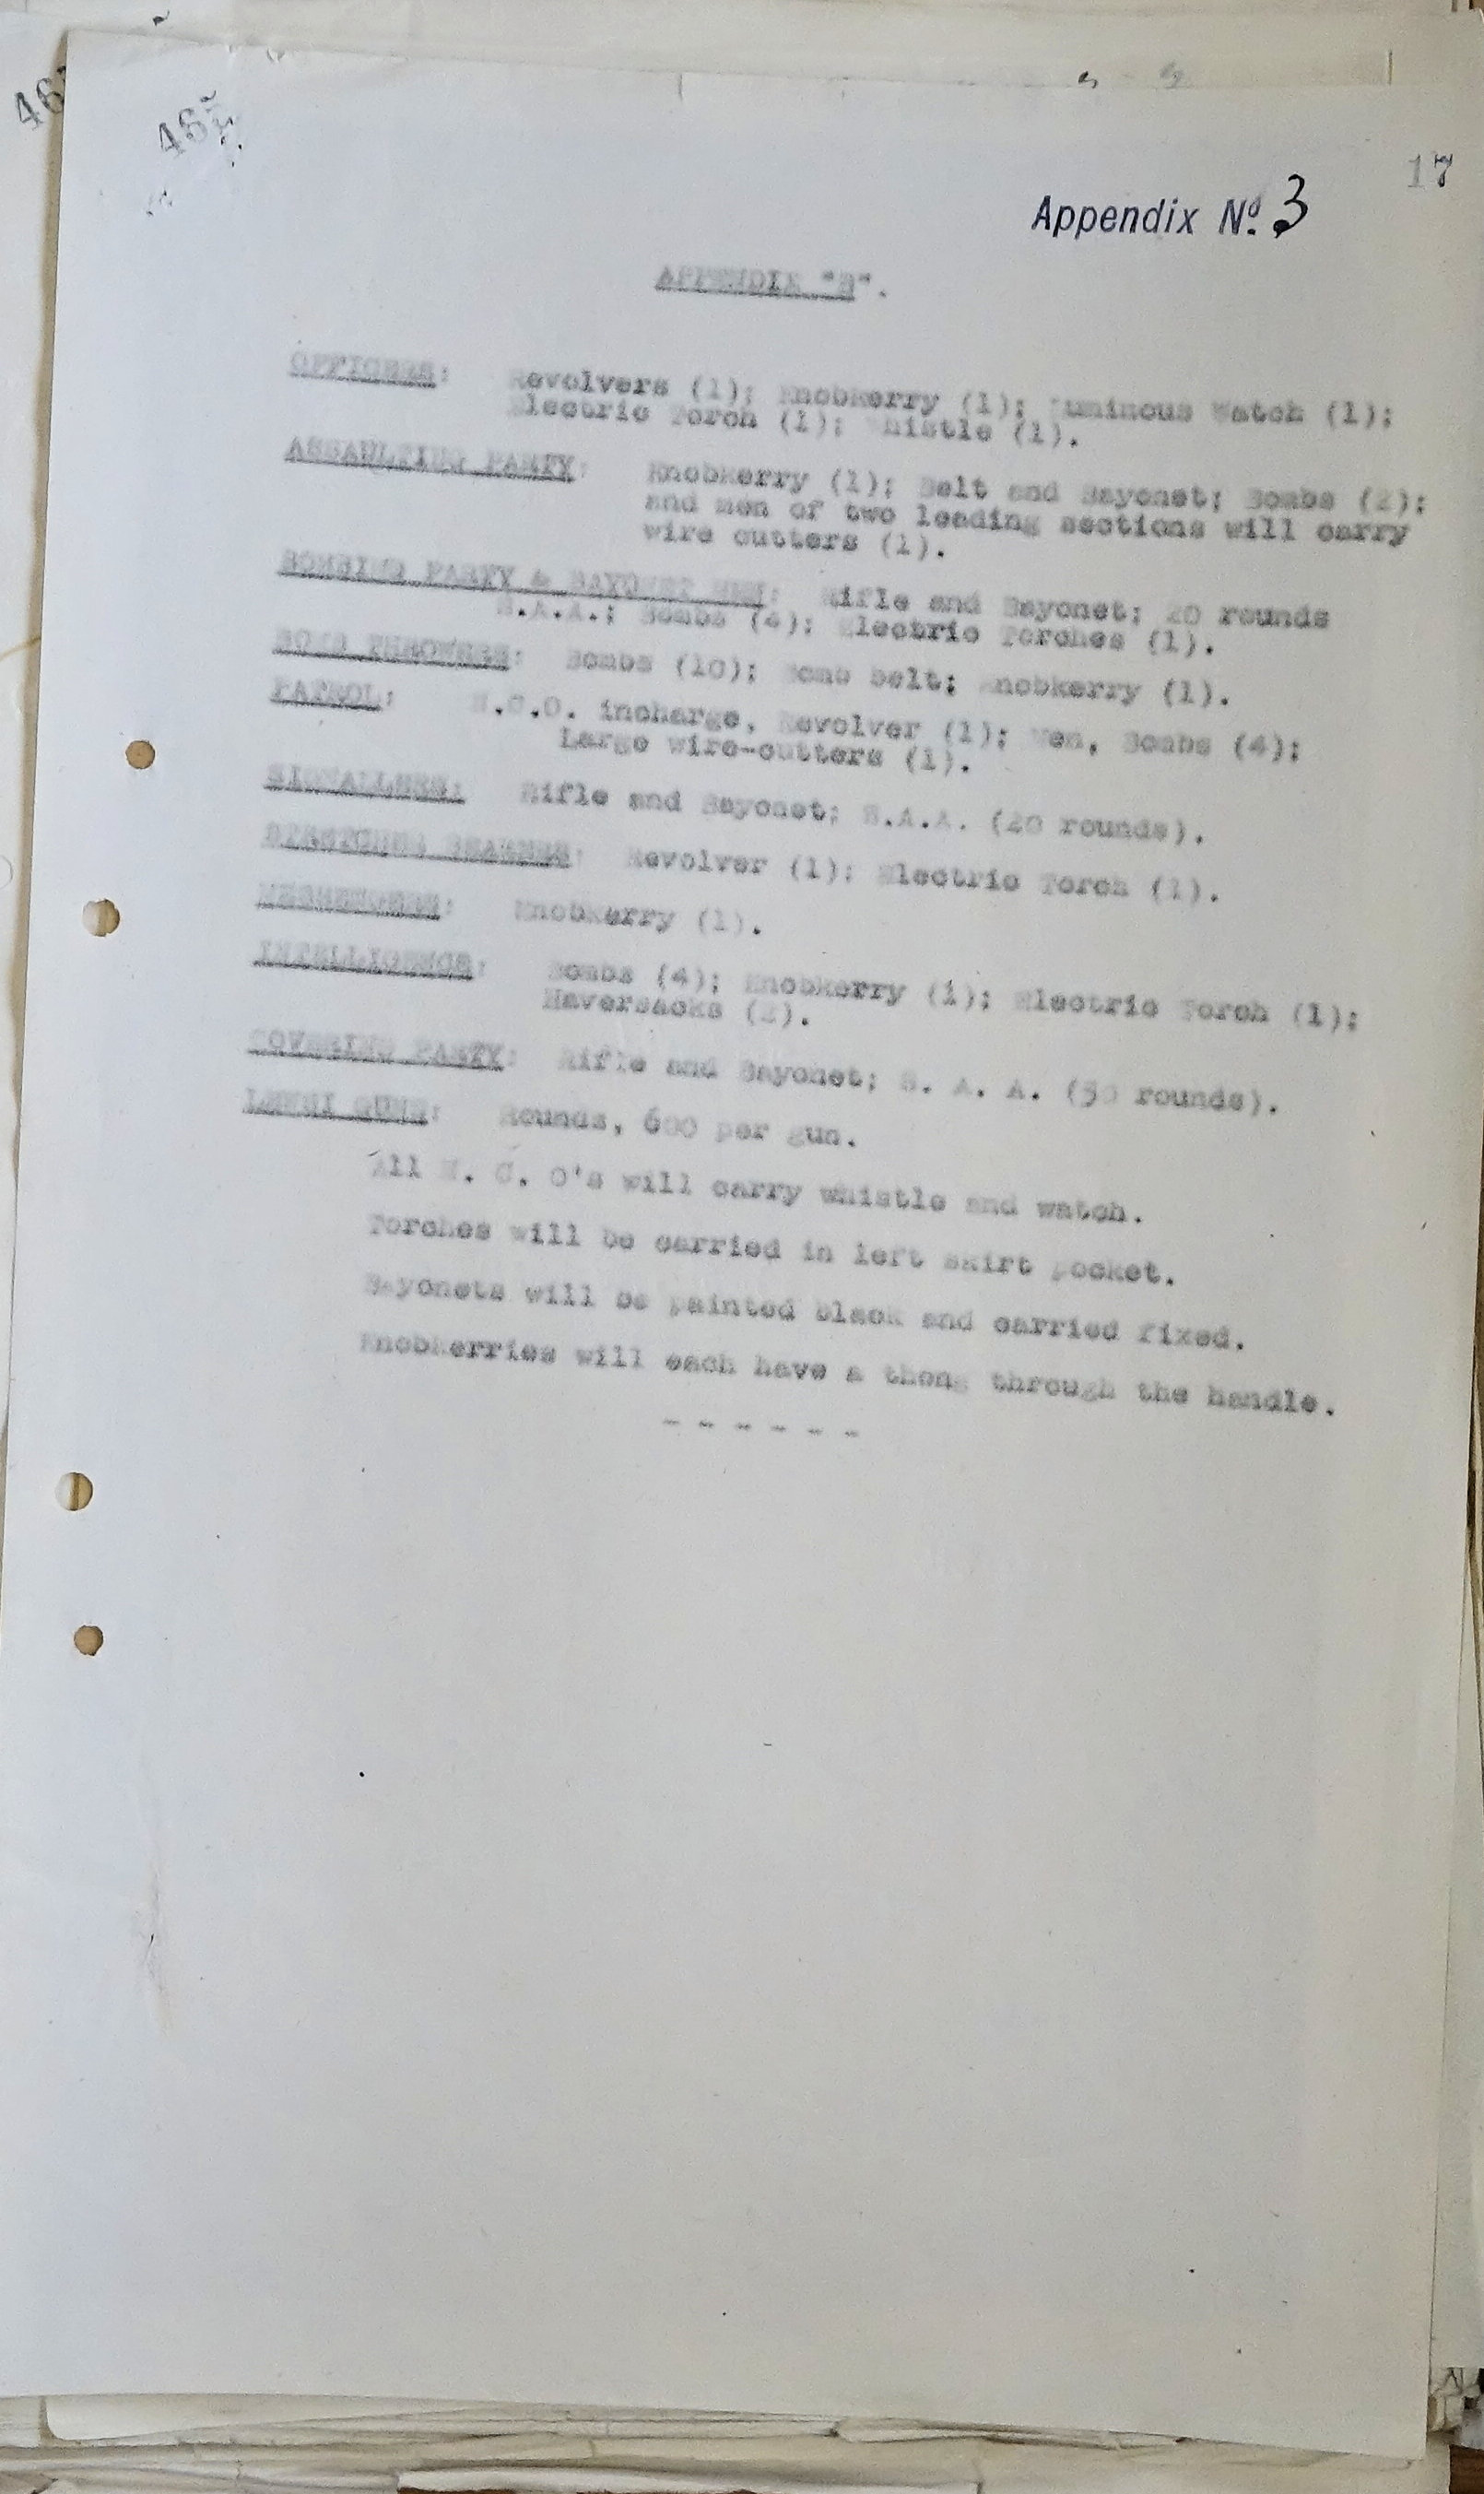 17
Appendix Nº 3
APPENDIX "B".
OFFICERS: Revolvers (1); Knobkerry (1); Luminous Watch (1);
Electric Torch (1); Whistle (1).
ASSAULTING PARTY: Knobkerry (1); Belt and Bayonet; Bombs (2);
and men of two leading sections will carry
wire cutters (1).
BOMBING PARTY & BAYONET MEN: Rifle and Bayonet; 20 rounds
S.A.A.; Bombs (4); Electric Torches (1).
BOMB THROWERS: Bombs (10); Bomb belt; Knobkerry (1).
PATROL: N.C.O. incharge, Revolver (1); Men, Bombs (4);
Large wire-cutters (1).
SIGNALLERS: Rifle and Bayonet; S.A.A. (20 rounds).
STRETCHER BEARERS: Revolver (1); Electric Torch (1).
MESSENGERS: Knobkerry (1).
INTELLIGENCE: Bombs (4); Knobkerry (1); Electric Torch (1);
Haversacks (2).
COVERING PARTY: Rifle and Bayonet; S. A. A. (50 rounds).
LEWIS GUNS: Rounds, 600 per gun.
All N. C. O's will carry whistle and watch.
Torches will be carried in left skirt pocket.
Bayonets will be painted black and carried fixed.
Knobkerries will each have a thong through the handle.
- - - - - -